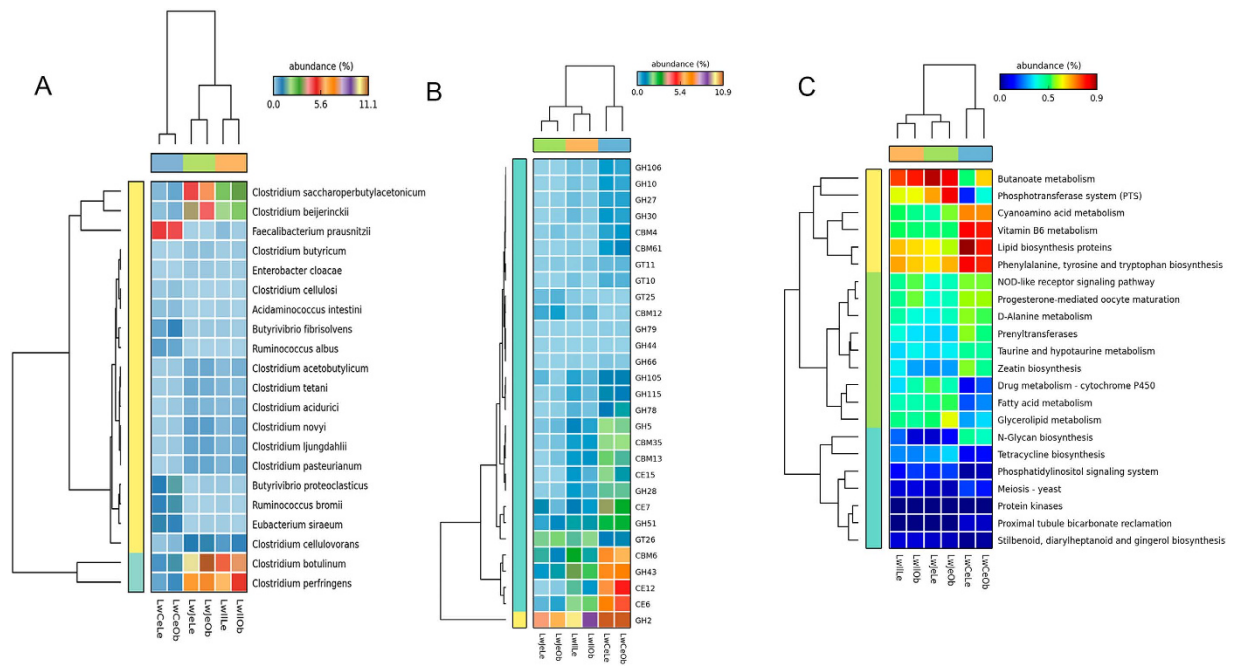 A
abundance (%)
0.0 5.6 11.1
Clostridium saccharoperbutylacetonicum
Clostridium beijerinckii
Faecalibacterium prausnitzii
Clostridium butyricum
Enterobacter cloacae
Clostridium cellulosi
Acidaminococcus intestini
Butyrivibrio fibrisolvens
Ruminococcus albus
Clostridium acetobutylicum
Clostridium tetani
Clostridium acidurici
Clostridium novyi
Clostridium ljungdahlii
Clostridium pasteurianum
Butyrivibrio proteoclasticus
Ruminococcus bromii
Eubacterium siraeum
Clostridium cellulovorans
Clostridium botulinum
Clostridium perfringens
LwCeLe
LwCeOb
LwJeLe
LwJeOb
LwIlLe
LwIlOb
B
abundance (%)
0.0 5.4 10.9
GH106
GH10
GH27
GH30
CBM4
CBM61
GT11
GT10
GT25
CBM12
GH79
GH44
GH66
GH105
GH115
GH78
GH5
CBM35
CBM13
CE15
GH28
CE7
GH51
GT26
CBM6
GH43
CE12
CE6
GH2
LwJeLe
LwJeOb
LwIlLe
LwIlOb
LwCeLe
LwCeOb
C
abundance (%)
0.0 0.5 0.9
Butanoate metabolism
Phosphotransferase system (PTS)
Cyanoamino acid metabolism
Vitamin B6 metabolism
Lipid biosynthesis proteins
Phenylalanine, tyrosine and tryptophan biosynthesis
NOD-like receptor signaling pathway
Progesterone-mediated oocyte maturation
D-Alanine metabolism
Prenyltransferases
Taurine and hypotaurine metabolism
Zeatin biosynthesis
Drug metabolism - cytochrome P450
Fatty acid metabolism
Glycerolipid metabolism
N-Glycan biosynthesis
Tetracycline biosynthesis
Phosphatidylinositol signaling system
Meiosis - yeast
Protein kinases
Proximal tubule bicarbonate reclamation
Stilbenoid, diarylheptanoid and gingerol biosynthesis
LwIlLe
LwIlOb
LwJeLe
LwJeOb
LwCeLe
LwCeOb